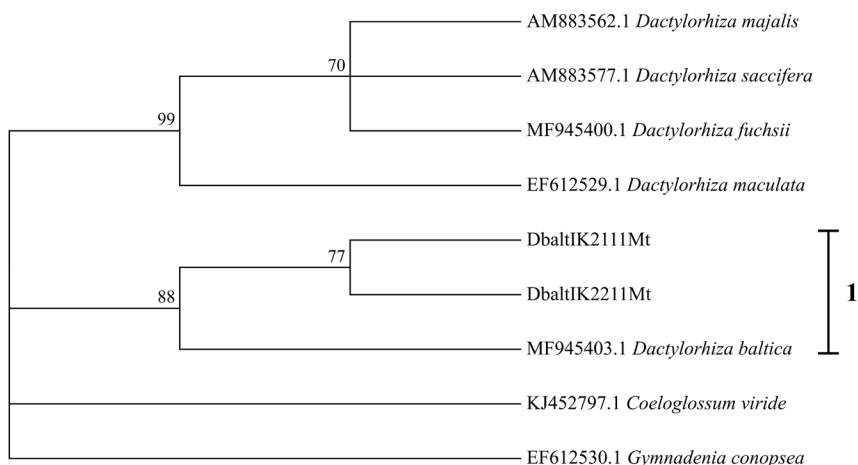 AM883562.1 Dactylorhiza majalis
70
AM883577.1 Dactylorhiza saccifera
99
MF945400.1 Dactylorhiza fuchsii
EF612529.1 Dactylorhiza maculata
DbaltIK2111Mt
77
88
DbaltIK2211Mt
1
MF945403.1 Dactylorhiza baltica
KJ452797.1 Coeloglossum viride
EF612530.1 Gymnadenia conopsea